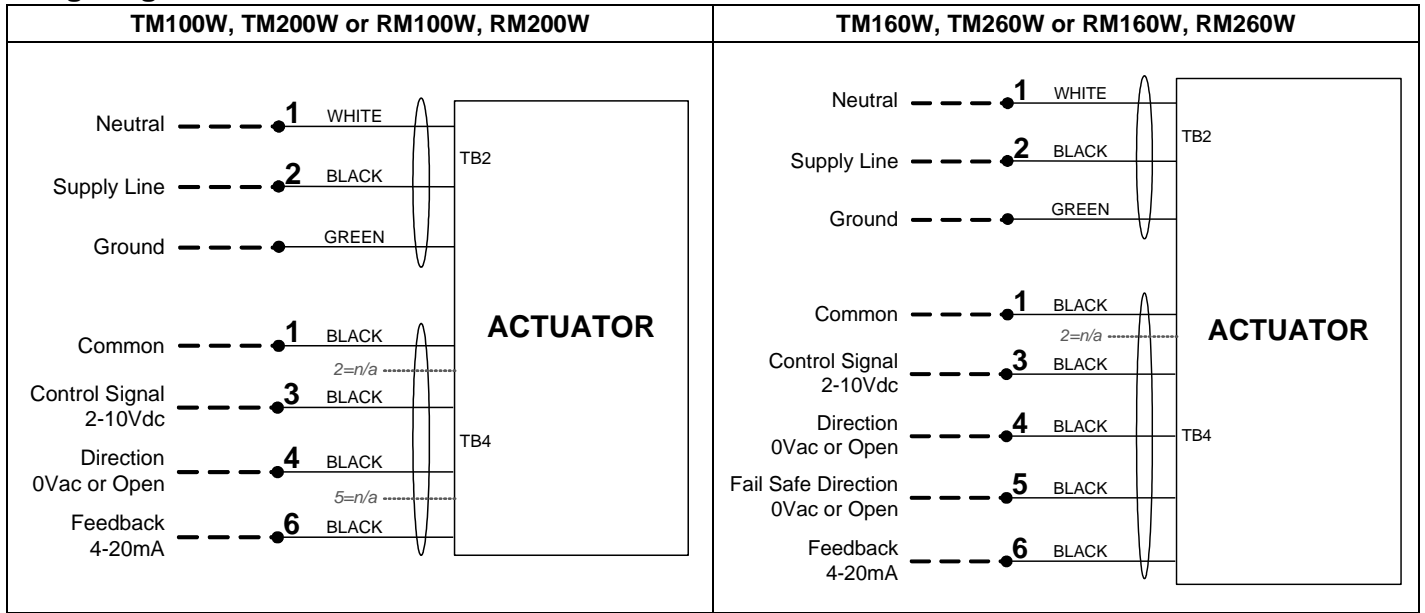 TM100W, TM200W or RM100W, RM200W
Neutral 1 WHITE
TB2
Supply Line 2 BLACK
Ground GREEN
ACTUATOR
Common 1 BLACK
2=n/a
Control Signal 3 BLACK
2-10Vdc
TB4
Direction 4 BLACK
0Vac or Open
5=n/a
Feedback 6 BLACK
4-20mA
TM160W, TM260W or RM160W, RM260W
Neutral 1 WHITE
TB2
Supply Line 2 BLACK
Ground GREEN
Common 1 BLACK
ACTUATOR
2=n/a
Control Signal 3 BLACK
2-10Vdc
Direction 4 BLACK
TB4
0Vac or Open
Fail Safe Direction 5 BLACK
0Vac or Open
Feedback 6 BLACK
4-20mA